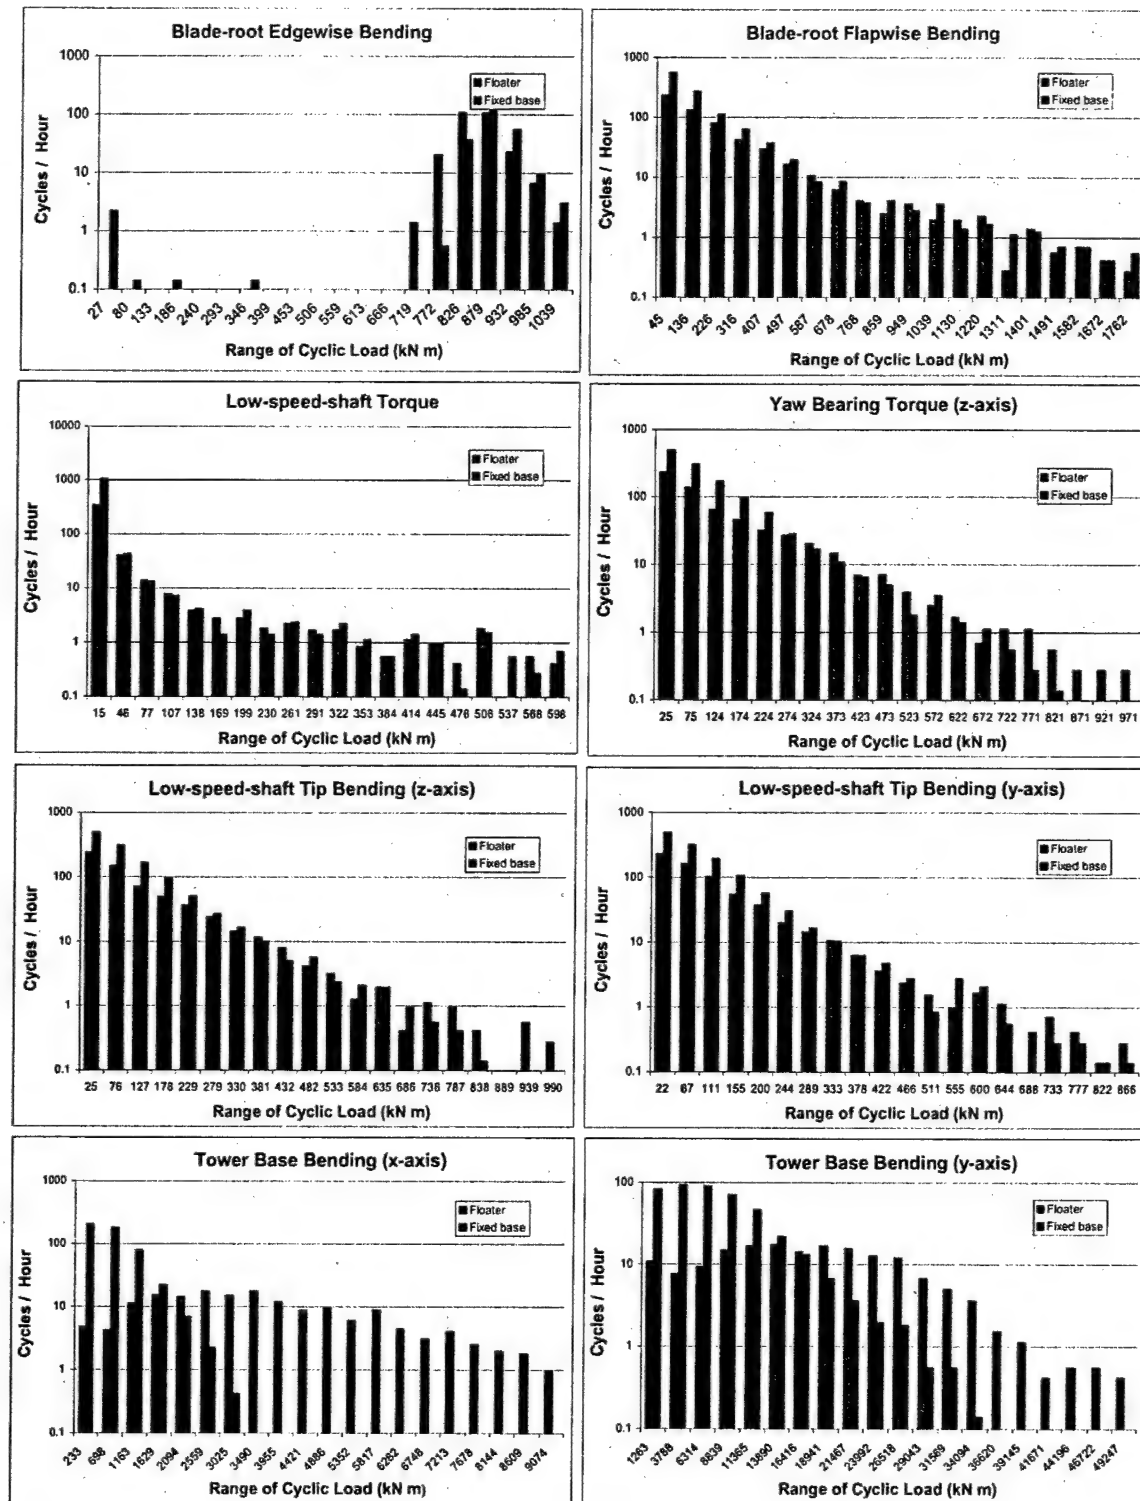 Blade-root Edgewise Bending
1000
100
10
1
0.1
Cycles / Hour
Floater
Fixed base
27 80 133 186 240 293 346 399 453 506 559 613 666 719 772 826 879 932 985 1039
Range of Cyclic Load (kN m)
Blade-root Flapwise Bending
1000
100
10
1
0.1
Cycles / Hour
Floater
Fixed base
45 136 226 316 407 497 587 678 768 859 949 1039 1130 1220 1311 1401 1491 1582 1672 1762
Range of Cyclic Load (kN m)
Low-speed-shaft Torque
10000
1000
100
10
1
0.1
Cycles / Hour
Floater
Fixed base
15 46 77 107 138 169 199 230 261 291 322 353 384 414 445 476 506 537 568 598
Range of Cyclic Load (kN m)
Yaw Bearing Torque (z-axis)
1000
100
10
1
0.1
Cycles / Hour
Floater
Fixed base
25 75 124 174 224 274 324 373 423 473 523 572 622 672 722 771 821 871 921 971
Range of Cyclic Load (kN m)
Low-speed-shaft Tip Bending (z-axis)
1000
100
10
1
0.1
Cycles / Hour
Floater
Fixed base
25 76 127 178 229 279 330 381 432 482 533 584 635 686 736 787 838 889 939 990
Range of Cyclic Load (kN m)
Low-speed-shaft Tip Bending (y-axis)
1000
100
10
1
0.1
Cycles / Hour
Floater
Fixed base
22 67 111 155 200 244 289 333 378 422 466 511 555 600 644 688 733 777 822 866
Range of Cyclic Load (kN m)
Tower Base Bending (x-axis)
1000
100
10
1
0.1
Cycles / Hour
Floater
Fixed base
233 698 1163 1629 2094 2559 3025 3490 3955 4421 4886 5352 5817 6282 6748 7213 7678 8144 8609 9074
Range of Cyclic Load (kN m)
Tower Base Bending (y-axis)
100
10
1
0.1
Cycles / Hour
Floater
Fixed base
1263 3788 6314 8839 11365 13890 16416 18941 21467 23992 26518 29043 31569 34094 36620 39145 41671 44196 46722 49247
Range of Cyclic Load (kN m)